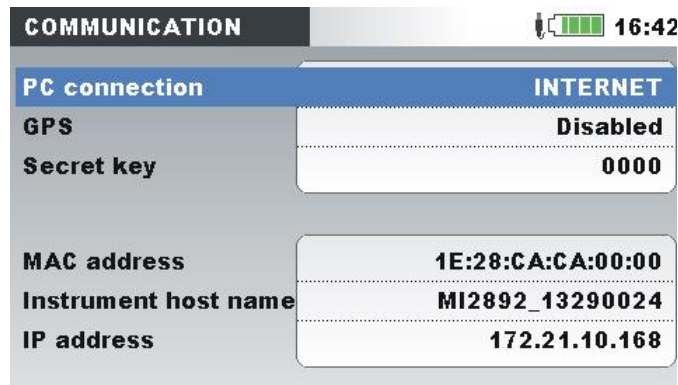 COMMUNICATION 16:42
PC connection INTERNET
GPS Disabled
Secret key 0000
MAC address 1E:28:CA:CA:00:00
Instrument host name MI2892_13290024
IP address 172.21.10.168